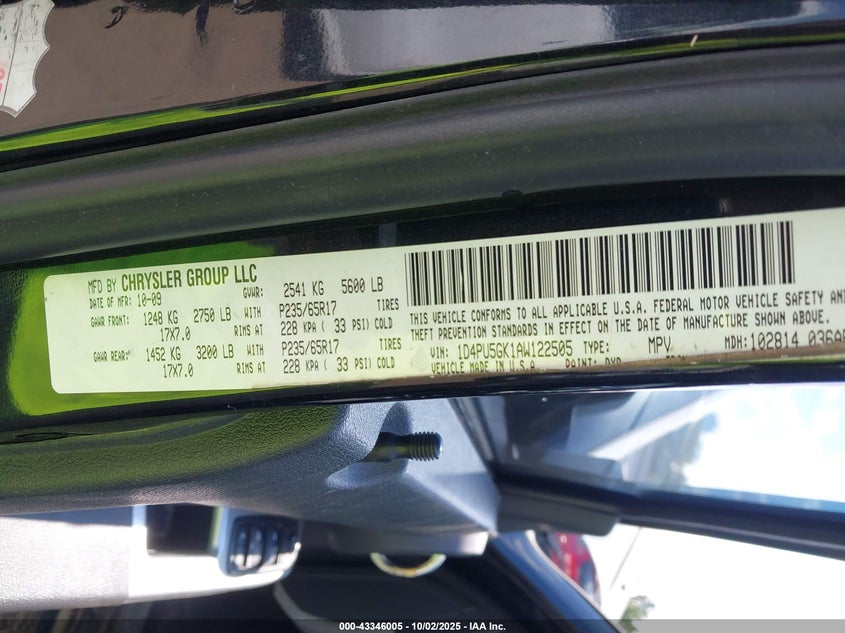 MFD BY CHRYSLER GROUP LLC
DATE OF MFR: 10-09 GVWR: 2541 KG 5600 LB
GAWR FRONT: 1248 KG 2750 LB WITH P235/65R17 TIRES
17X7.0 RIMS AT 228 KPA ( 33 PSI) COLD
GAWR REAR: 1452 KG 3200 LB WITH P235/65R17 TIRES
17X7.0 RIMS AT 228 KPA ( 33 PSI) COLD
THIS VEHICLE CONFORMS TO ALL APPLICABLE U.S.A. FEDERAL MOTOR VEHICLE SAFETY AND
THEFT PREVENTION STANDARDS IN EFFECT ON THE DATE OF MANUFACTURE SHOWN ABOVE.
VIN: 1D4PU5GK1AW122505 TYPE: MPV MDH: 102814 036A
VEHICLE MADE IN U.S.A. PAINT:
000-43346005 - 10/02/2025 - IAA Inc.